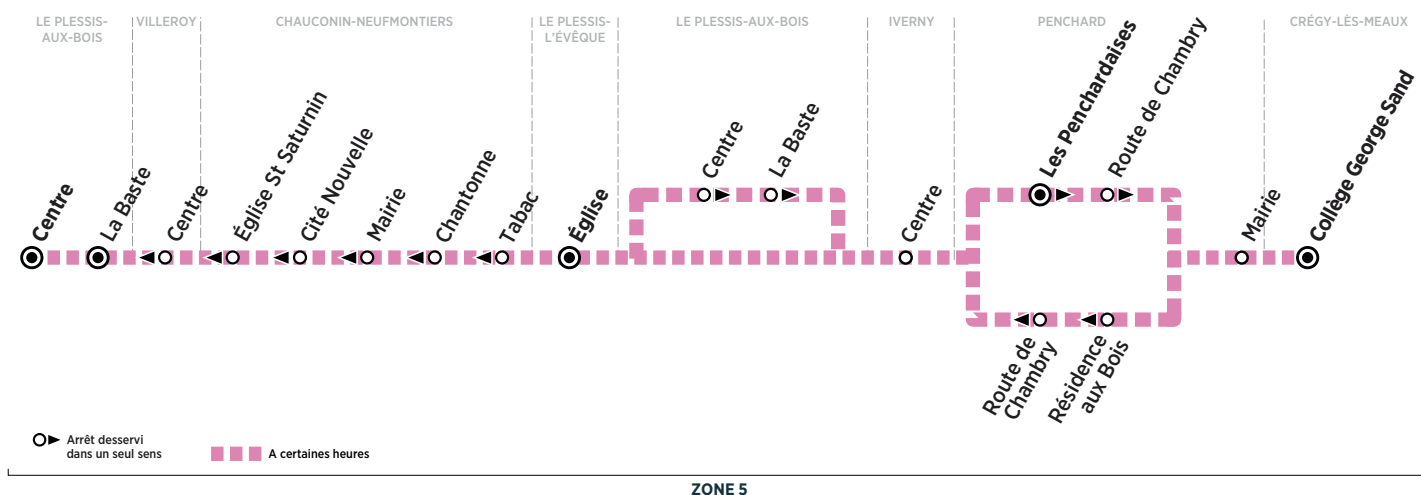 LE PLESSIS-
AUX-BOIS
VILLEROY
CHAUCONIN-NEUFMONTIERS
LE PLESSIS-
L'ÉVÊQUE
LE PLESSIS-AUX-BOIS
IVERNY
PENCHARD
CRÉGY-LÈS-MEAUX
Centre
La Baste
Centre
Église St Saturnin
Cité Nouvelle
Mairie
Chantonne
Tabac
Église
Centre
La Baste
Centre
Les Penchardaises
Route de Chambry
Route de
Chambry
Résidence
aux Bois
Mairie
Collège George Sand
Arrêt desservi
dans un seul sens
A certaines heures
ZONE 5